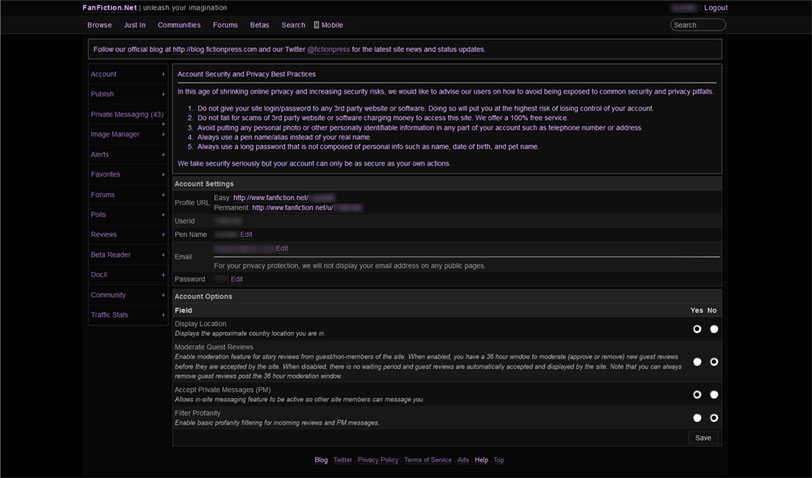 FanFiction.Net | unleash your imagination
: Logout
Browse Just In Communities Forums Betas Search Mobile
Search
Follow our official blog at http://blog.fictionpress.com and our Twitter @fictionpress for the latest site news and status updates.
Account +
Publish +
Private Messaging (43) +
Image Manager +
Alerts +
Favorites +
Forums +
Polls +
Reviews +
Beta Reader +
DocX +
Community +
Traffic Stats +
Account Security and Privacy Best Practices
In this age of shrinking online privacy and increasing security risks, we would like to advise our users on how to avoid being exposed to common security and privacy pitfalls.
1. Do not give your site login/password to any 3rd party website or software. Doing so will put you at the highest risk of losing control of your account.
2. Do not fall for scams of 3rd party website or software charging money to access this site. We offer a 100% free service.
3. Avoid putting any personal photo or other personally identifiable information in any part of your account such as telephone number or address.
4. Always use a pen name/alias instead of your real name.
5. Always use a long password that is not composed of personal info such as name, date of birth, and pet name.
We take security seriously but your account can only be as secure as your own actions.
Account Settings
Profile URL
Easy: http://www.fanfiction.net/
Permanent: http://www.fanfiction.net/u/
Userid
Pen Name Edit
Email Edit
For your privacy protection, we will not display your email address on any public pages.
Password Edit
Account Options
Field Yes No
Display Location
Displays the approximate country location you are in.
Moderate Guest Reviews
Enable moderation feature for story reviews from guest/non-members of the site. When enabled, you have a 36 hour window to moderate (approve or remove) new guest reviews
before they are accepted by the site. When disabled, there is no waiting period and guest reviews are automatically accepted and displayed by the site. Note that you can always
remove guest reviews post the 36 hour moderation window.
Accept Private Messages (PM)
Allows in-site messaging feature to be active so other site members can message you.
Filter Profanity
Enable basic profanity filtering for incoming reviews and PM messages.
Save
Blog . Twitter . Privacy Policy . Terms of Service . Ads . Help . Top